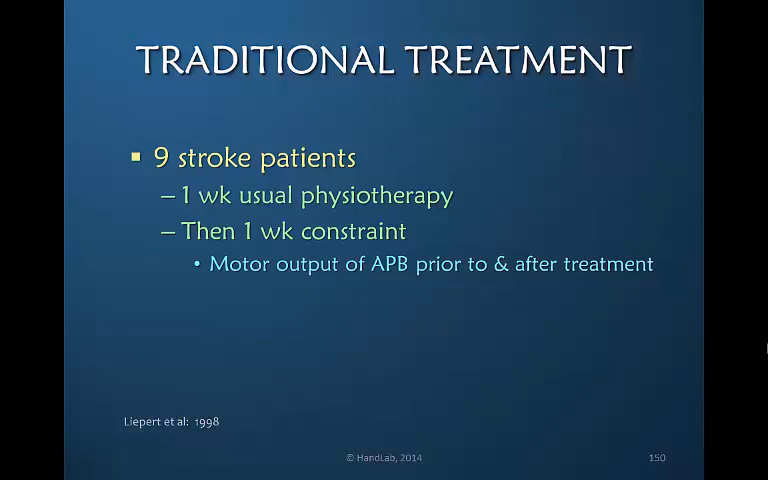 TRADITIONAL TREATMENT
▪ 9 stroke patients
– 1 wk usual physiotherapy
– Then 1 wk constraint
• Motor output of APB prior to & after treatment
Liepert et al: 1998
© HandLab, 2014
150